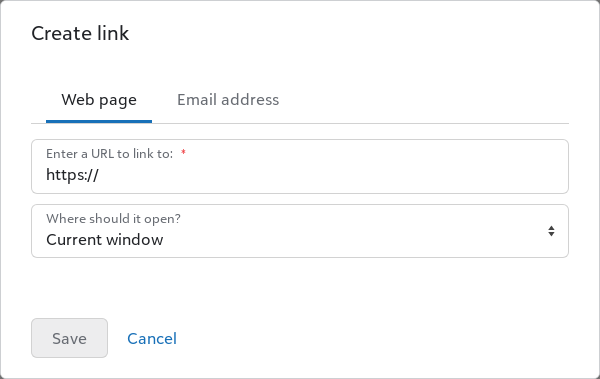 Create link
Web page Email address
Enter a URL to link to: *
https://
Where should it open?
Current window
Save Cancel